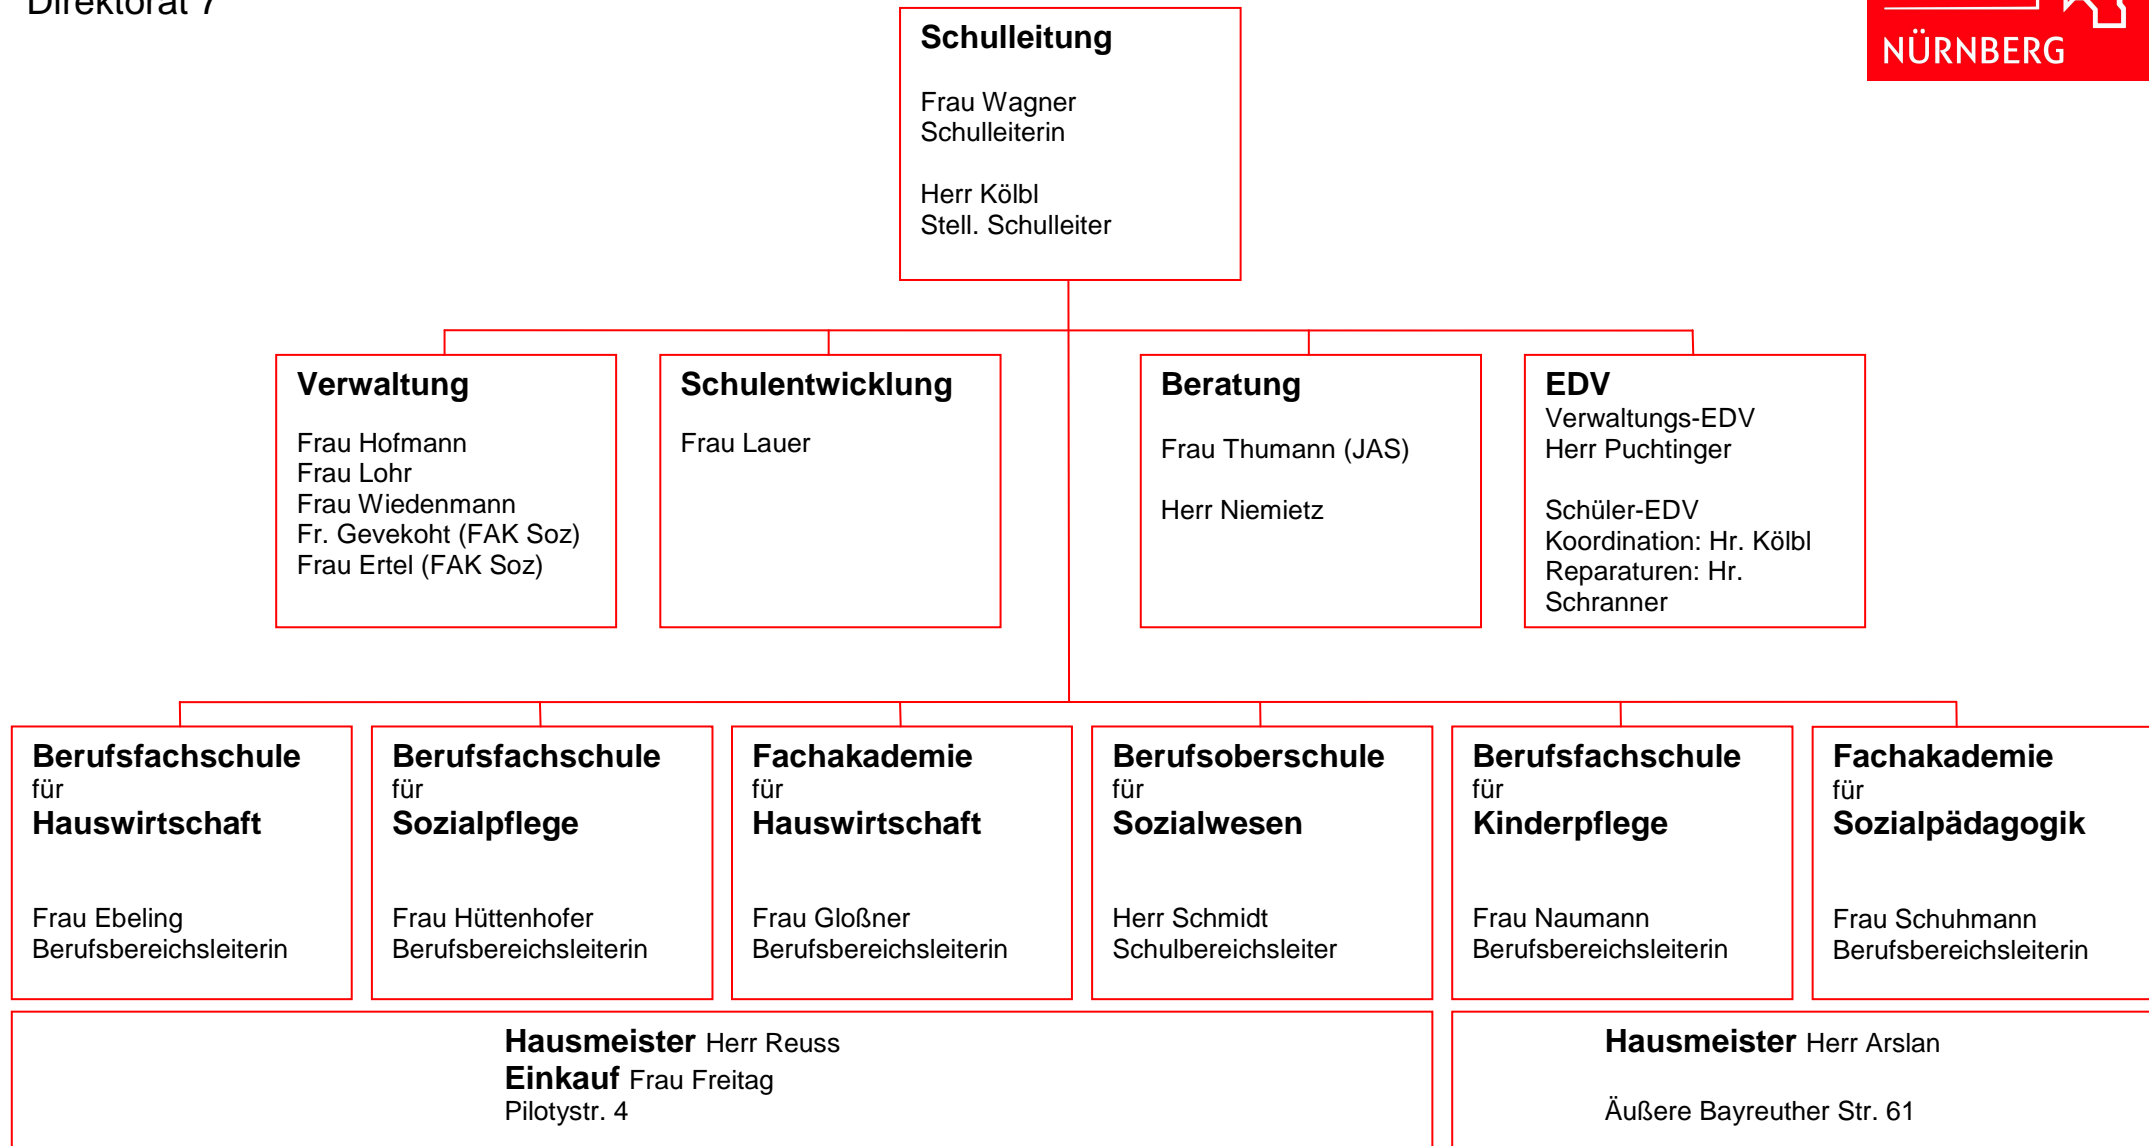 Direktorat 7
NÜRNBERG
Schulleitung
Frau Wagner
Schulleiterin
Herr Kölbl
Stell. Schulleiter
Verwaltung
Frau Hofmann
Frau Lohr
Frau Wiedenmann
Fr. Gevekoht (FAK Soz)
Frau Ertel (FAK Soz)
Schulentwicklung
Frau Lauer
Beratung
Frau Thumann (JAS)
Herr Niemietz
EDV
Verwaltungs-EDV
Herr Puchtinger
Schüler-EDV
Koordination: Hr. Kölbl
Reparaturen: Hr.
Schranner
Berufsfachschule
für
Hauswirtschaft
Frau Ebeling
Berufsbereichsleiterin
Berufsfachschule
für
Sozialpflege
Frau Hüttenhofer
Berufsbereichsleiterin
Fachakademie
für
Hauswirtschaft
Frau Gloßner
Berufsbereichsleiterin
Berufsoberschule
für
Sozialwesen
Herr Schmidt
Schulbereichsleiter
Berufsfachschule
für
Kinderpflege
Frau Naumann
Berufsbereichsleiterin
Fachakademie
für
Sozialpädagogik
Frau Schuhmann
Berufsbereichsleiterin
Hausmeister Herr Reuss
Einkauf Frau Freitag
Pilotystr. 4
Hausmeister Herr Arslan
Äußere Bayreuther Str. 61